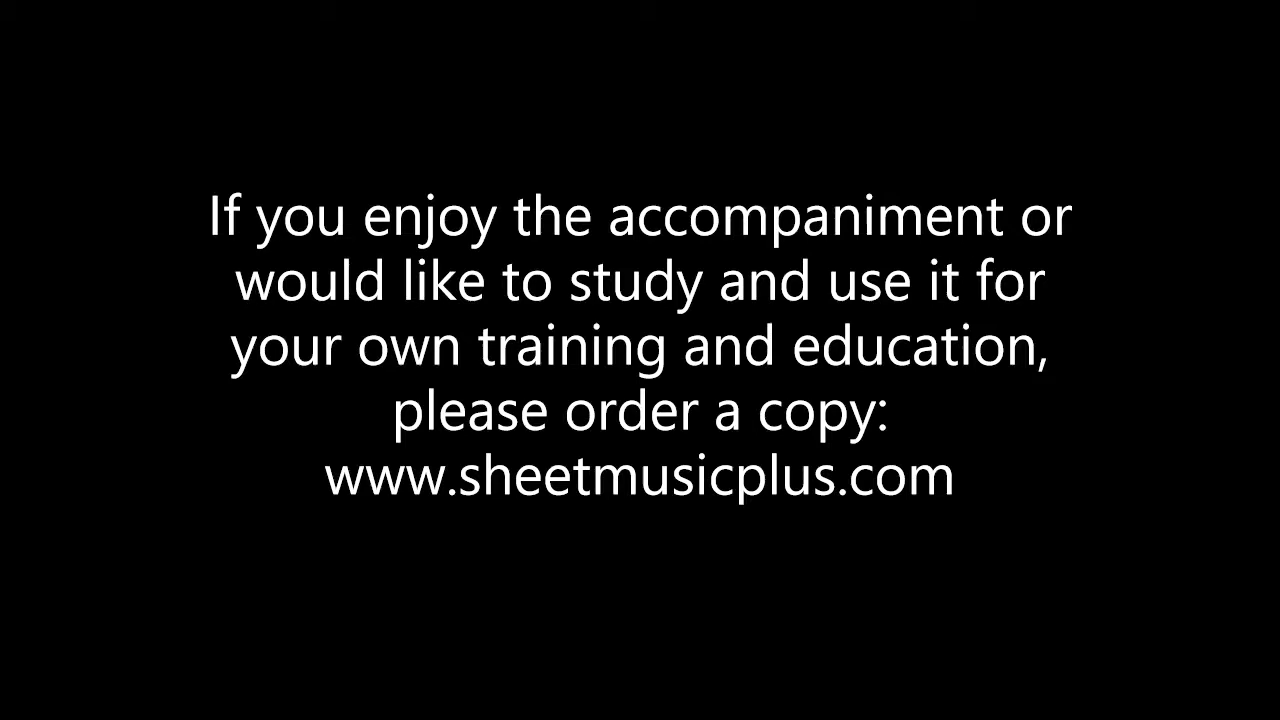 If you enjoy the accompaniment or
would like to study and use it for
your own training and education,
please order a copy:
www.sheetmusicplus.com